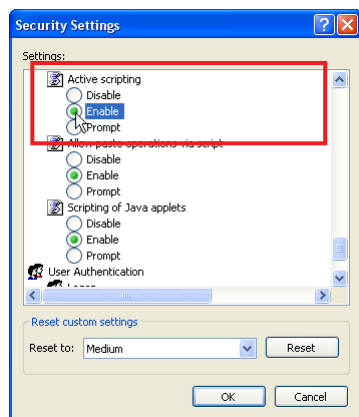 Security Settings
Settings:
Active scripting
Disable
Enable
Prompt
Allow paste operations via script
Disable
Enable
Prompt
Scripting of Java applets
Disable
Enable
Prompt
User Authentication
Logon
Reset custom settings
Reset to: Medium Reset
OK Cancel